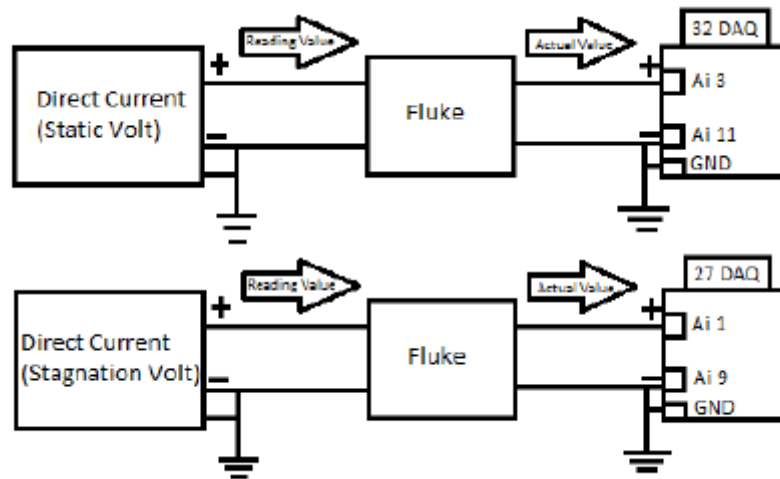 32 DAQ
Reading Value
Actual Value
+
+
Direct Current
(Static Volt)
Fluke
Ai 3
Ai 11
GND
27 DAQ
Reading Value
Actual Value
+
+
Direct Current
(Stagnation Volt)
Fluke
Ai 1
Ai 9
GND